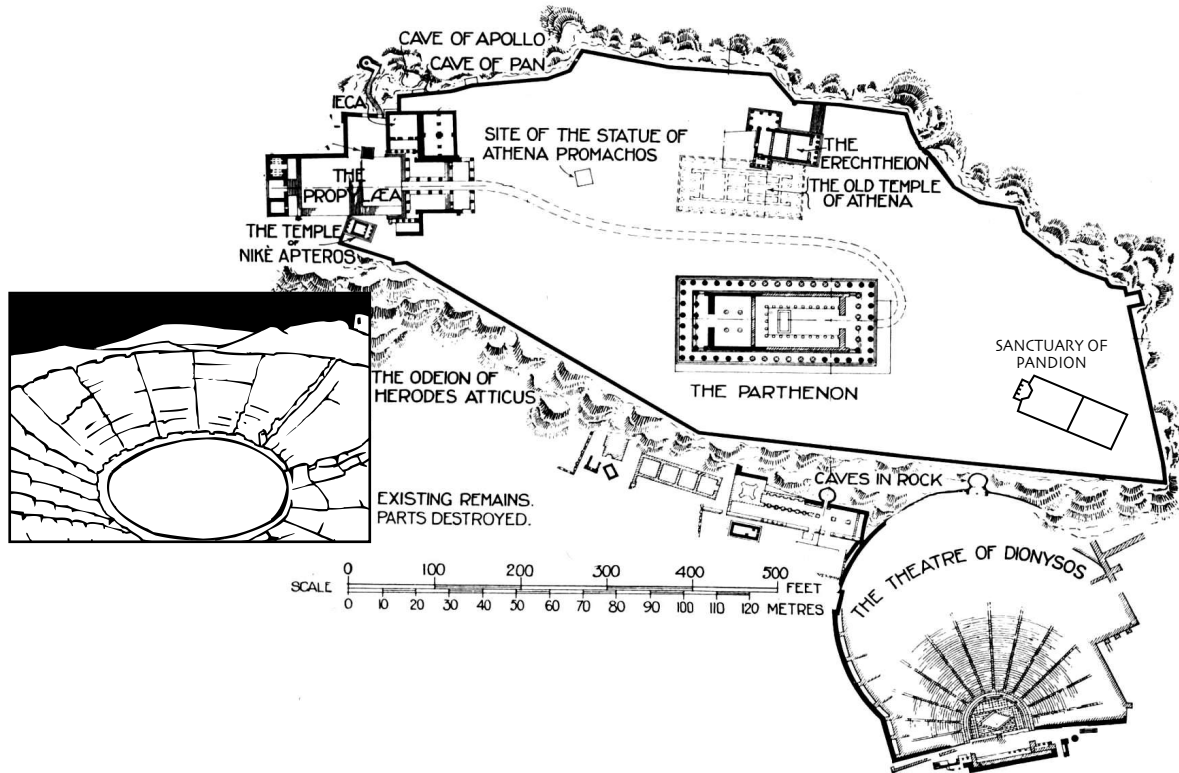 CAVE OF APOLLO
CAVE OF PAN
IECA
SITE OF THE STATUE OF
ATHENA PROMACHOS
THE
ERECHTHEION
THE
PROPYLÆA
THE OLD TEMPLE
OF ATHENA
THE TEMPLE
OF
NIKÈ APTEROS
SANCTUARY OF
PANDION
THE ODEION OF
HERODES ATTICUS
THE PARTHENON
CAVES IN ROCK
EXISTING REMAINS.
PARTS DESTROYED.
THE THEATRE OF DIONYSOS
0 100 200 300 400 500
SCALE FEET
0 10 20 30 40 50 60 70 80 90 100 110 120 METRES